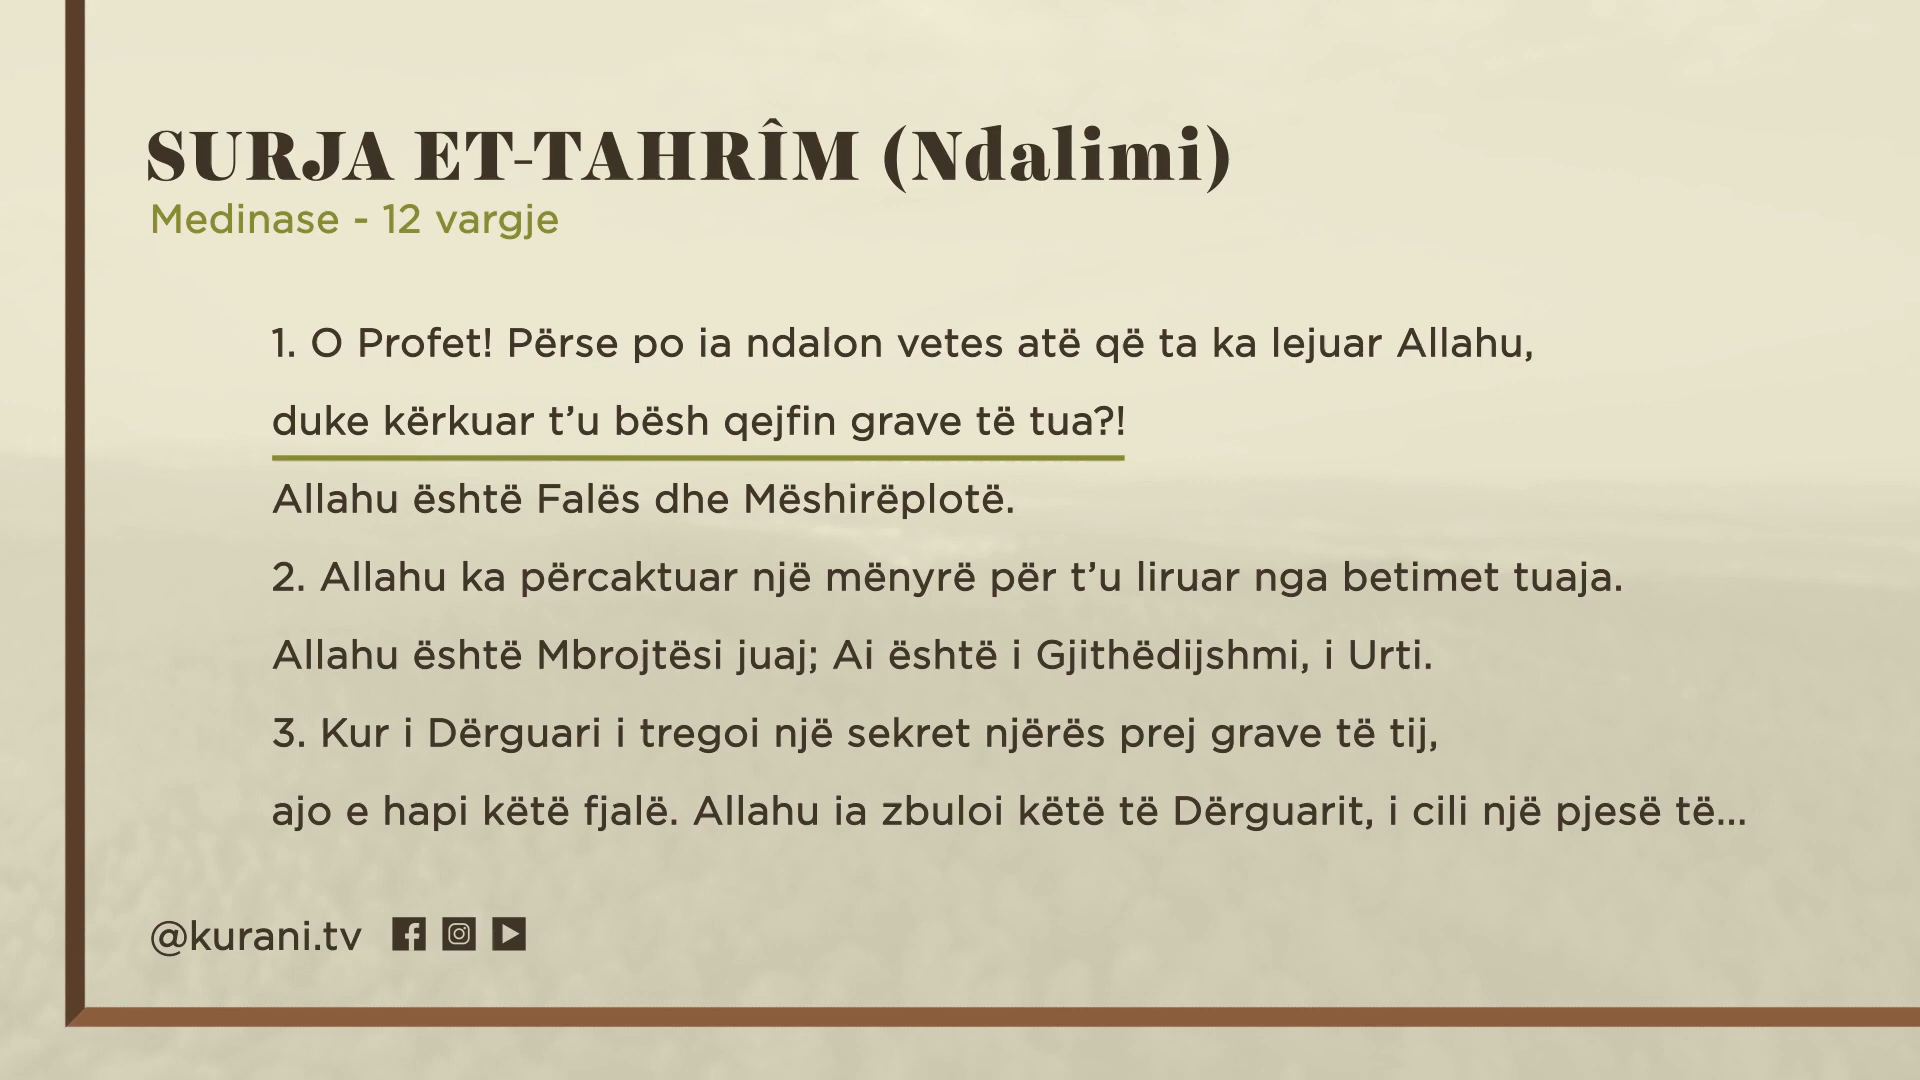 SURJA ET-TAHRÎM (Ndalimi)
Medinase - 12 vargje
1. O Profet! Përse po ia ndalon vetes atë që ta ka lejuar Allahu,
duke kërkuar t’u bësh qejfin grave të tua?!
Allahu është Falës dhe Mëshirëplotë.
2. Allahu ka përcaktuar një mënyrë për t’u liruar nga betimet tuaja.
Allahu është Mbrojtësi juaj; Ai është i Gjithëdijshmi, i Urti.
3. Kur i Dërguari i tregoi një sekret njërës prej grave të tij,
ajo e hapi këtë fjalë. Allahu ia zbuloi këtë të Dërguarit, i cili një pjesë të...
@kurani.tv